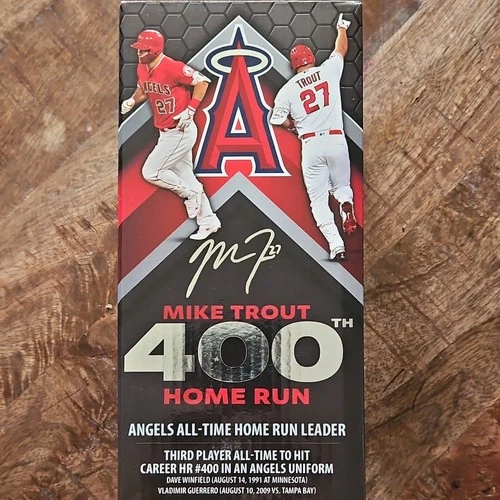 ANGELS
27
TROUT
27
A
M T 27
MIKE TROUT
400TH
HOME RUN
ANGELS ALL-TIME HOME RUN LEADER
THIRD PLAYER ALL-TIME TO HIT
CAREER HR #400 IN AN ANGELS UNIFORM
DAVE WINFIELD (AUGUST 14, 1991 AT MINNESOTA)
VLADIMIR GUERRERO (AUGUST 10, 2009 VS. TAMPA BAY)